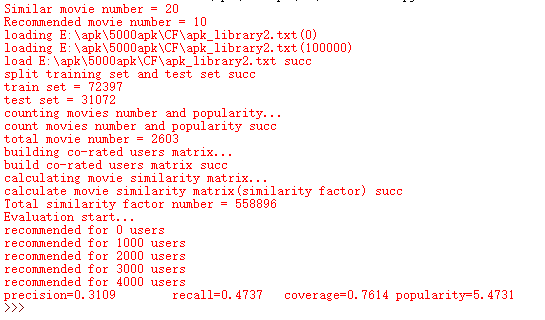 Similar movie number = 20
Recommended movie number = 10
loading E:\apk\5000apk\CF\apk_library2.txt(0)
loading E:\apk\5000apk\CF\apk_library2.txt(100000)
load E:\apk\5000apk\CF\apk_library2.txt succ
split training set and test set succ
train set = 72397
test set = 31072
counting movies number and popularity...
count movies number and popularity succ
total movie number = 2603
building co-rated users matrix...
build co-rated users matrix succ
calculating movie similarity matrix...
calculate movie similarity matrix(similarity factor) succ
Total similarity factor number = 558896
Evaluation start...
recommended for 0 users
recommended for 1000 users
recommended for 2000 users
recommended for 3000 users
recommended for 4000 users
precision=0.3109 recall=0.4737 coverage=0.7614 popularity=5.4731
>>>